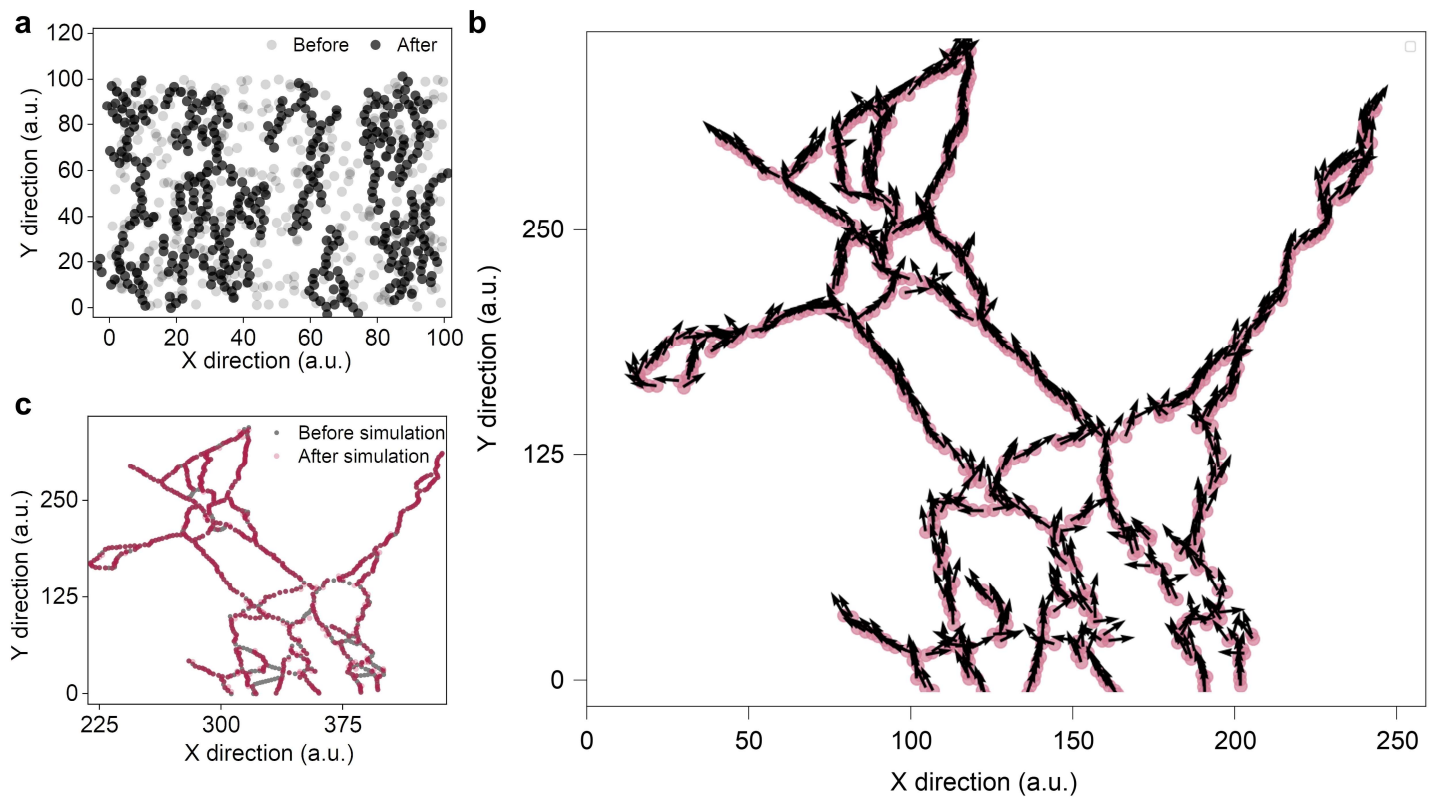 a
120
100
80
60
40
20
0
Y direction (a.u.)
Before After
0 20 40 60 80 100
X direction (a.u.)
b
250
125
0
Y direction (a.u.)
0 50 100 150 200 250
X direction (a.u.)
c
Before simulation
After simulation
250
125
0
Y direction (a.u.)
225 300 375
X direction (a.u.)